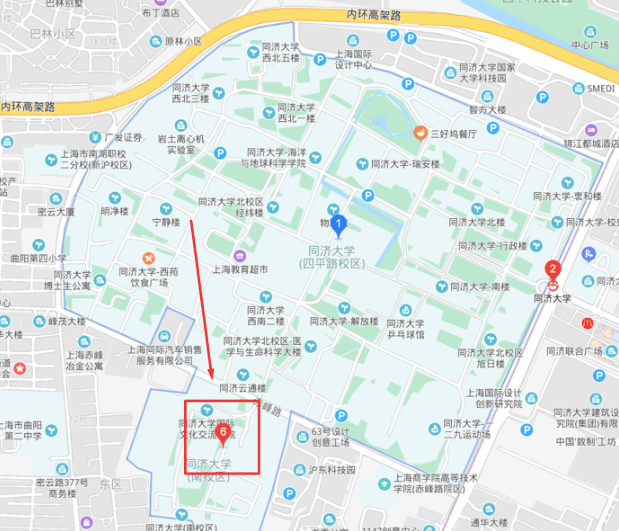 巴林别墅
布丁酒店
内环高架路
中心广场
巴林小区
原林小区
同济大学
西北五楼
上海国际
设计中心
同济大学国家
大学科技园
SMEDI
同济大学
西北三楼
智方大楼
内环高架路
同济大学
西北一楼
广发证券
岩土离心机
实验室
三好坞餐厅
锦江都城酒店
上海市南湖职校
二分校(新沪校区)
同济大学-海洋
与地球科学学院
同济大学-瑞安楼
同济大学-衷和楼
密云大厦
明净楼
宁静楼
同济大学北校区
经纬楼
物
1
同济大学
(四平路校区)
同济大学-北楼
同济大学-校
曲阳第四小学
同济大学-行政楼
上海教育超市
同济大学
博士生公寓
同济大学-西苑
饮食广场
2
同济大学
同济大学-南楼
同济大学
西南二楼
同济大学-解放楼
同济大学
乒乓球馆
峰茂大楼
华大楼
上海赤峰
冶金公寓
上海同际汽车销售
服务有限公司
同济大学北校区-医
学与生命科学大楼
同济大学北校区
旭日楼
同济联合广场
同济云通楼
赤峰路
上海国际设计
创新研究院
同济大学国际
文化交流学院
6
同济大学
(南校区)
63号设计
创意工场
同济大学-一
二九运动场
同济大学建筑设
计研究院(集团)有限
中国"数制"工坊
上海市曲阳
第二中学
沪东科技园
密云路377号
商务楼
东区
上海商学院高等技术
学院(赤峰路院区)
同济大学(南校区)
1147创意中心
通华大楼